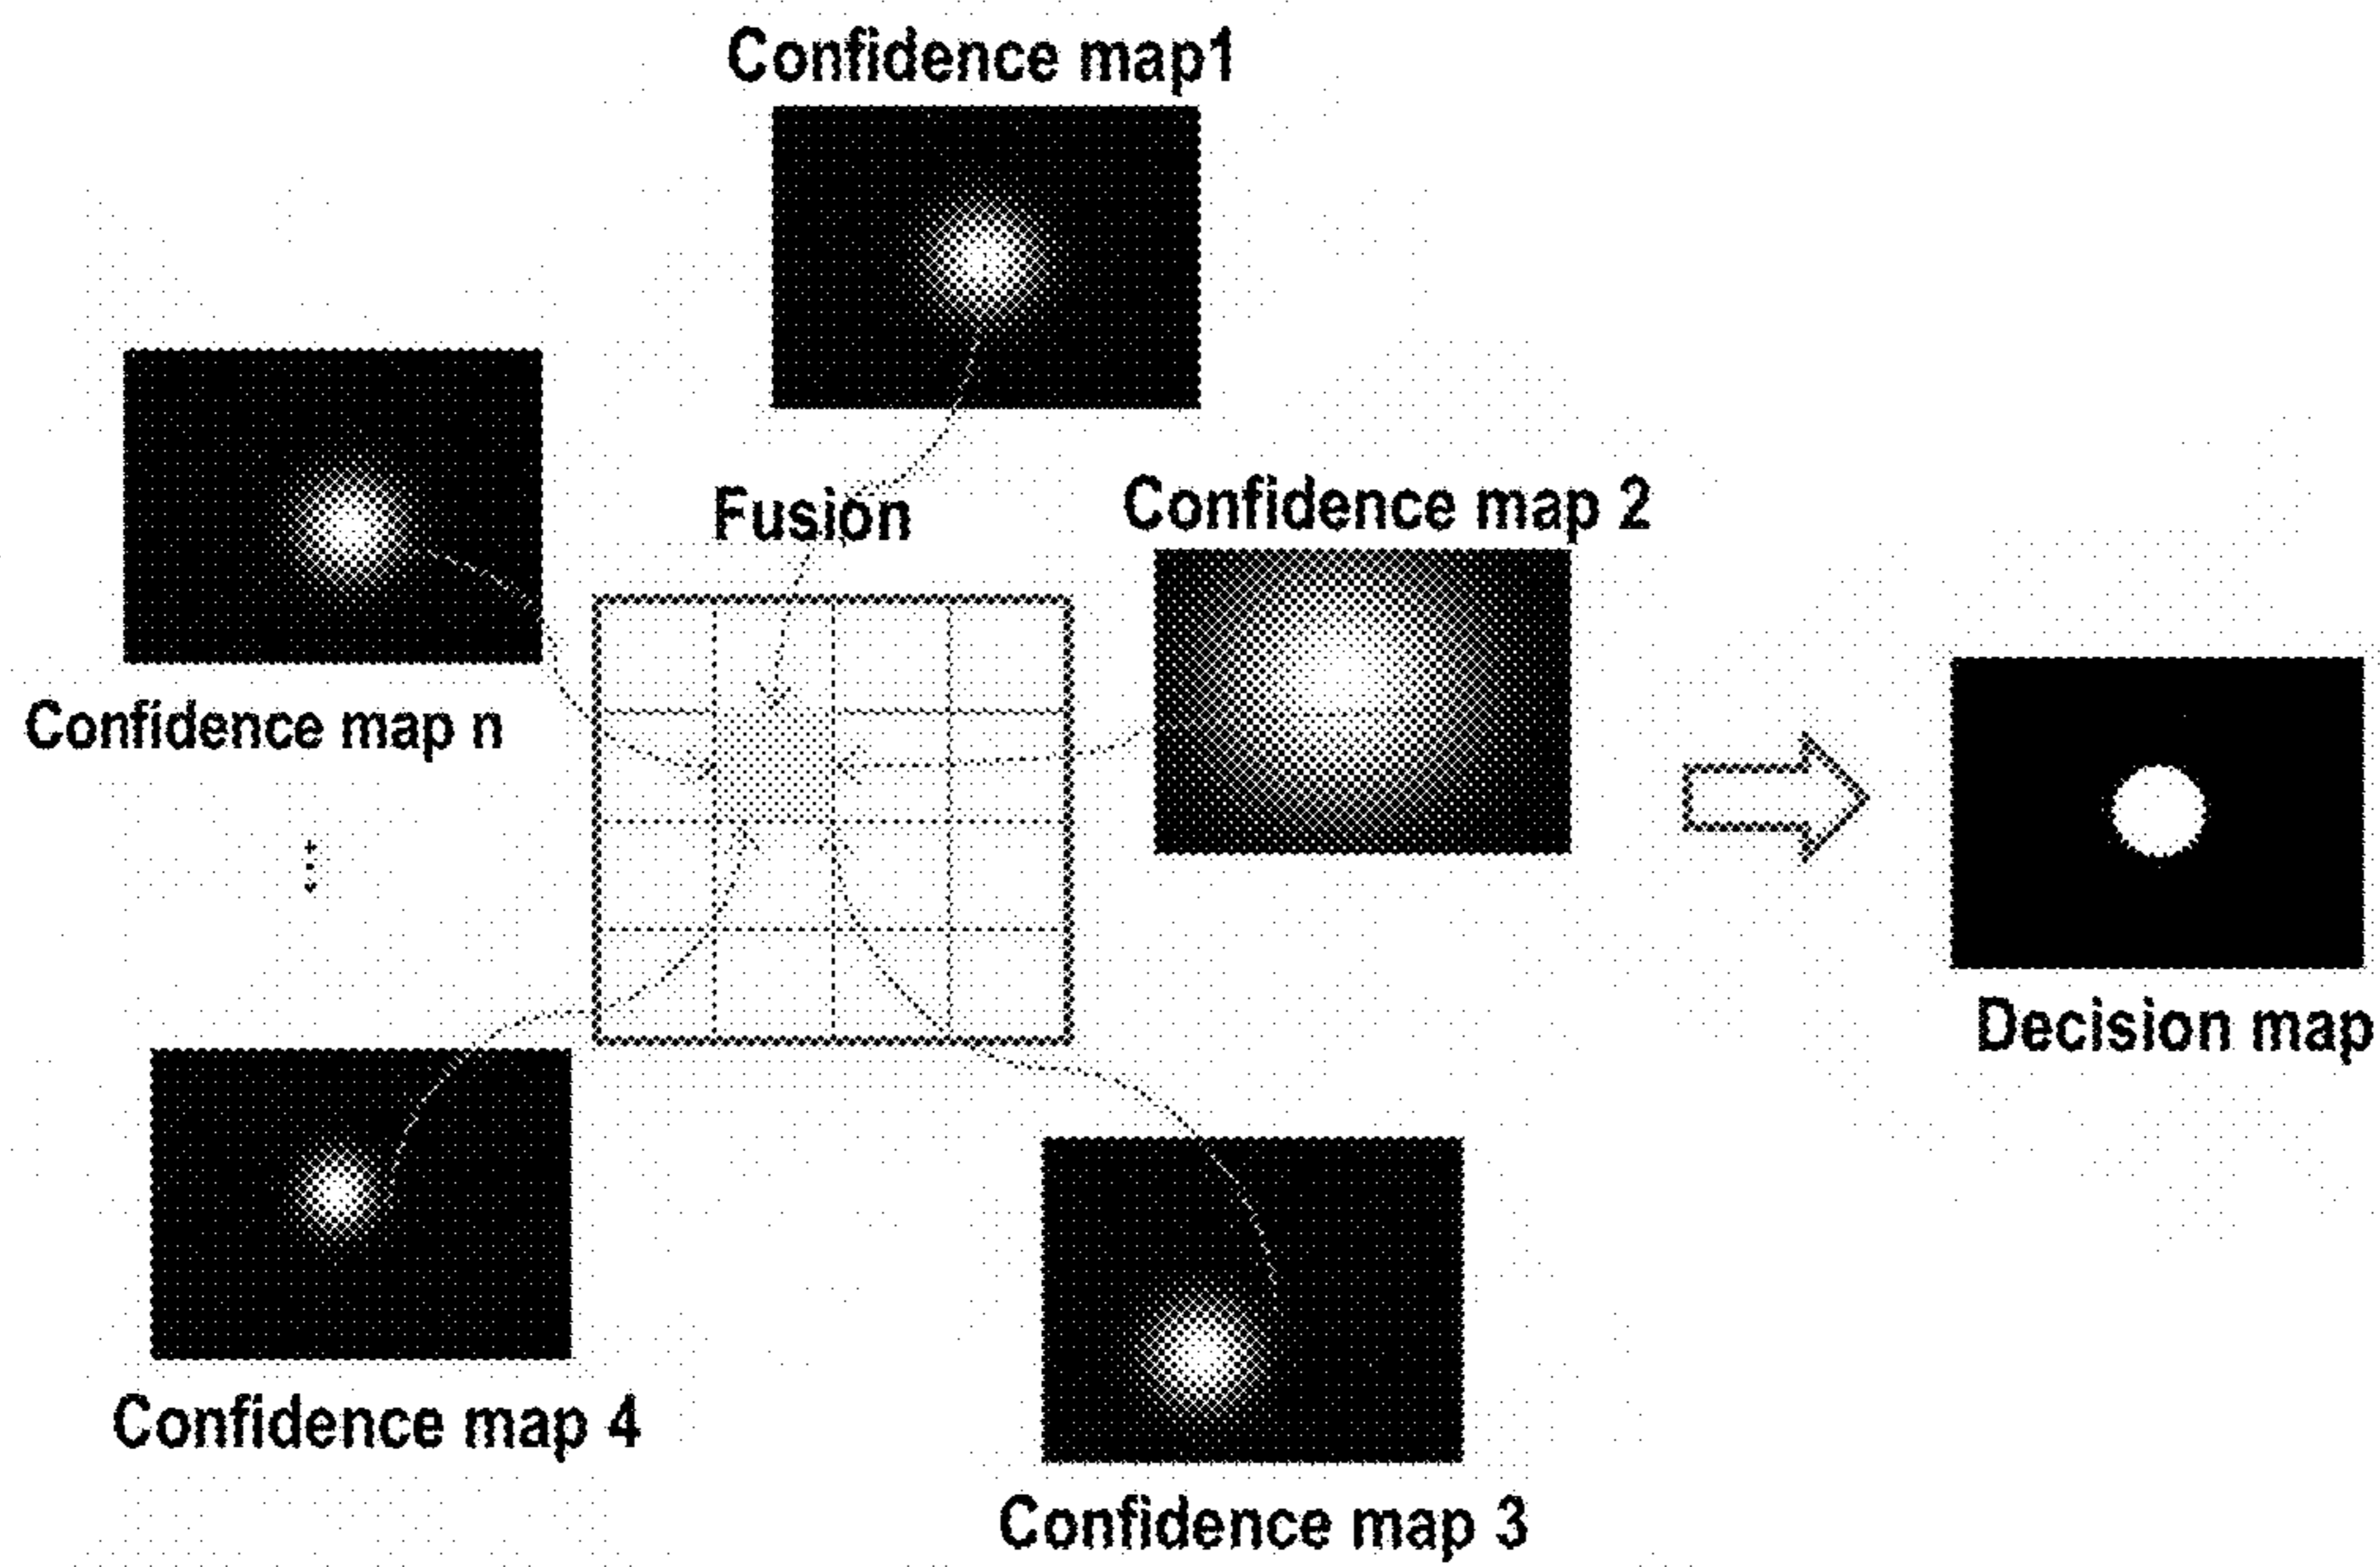 Confidence map1
Fusion
Confidence map 2
Confidence map n
Decision map
Confidence map 4
Confidence map 3